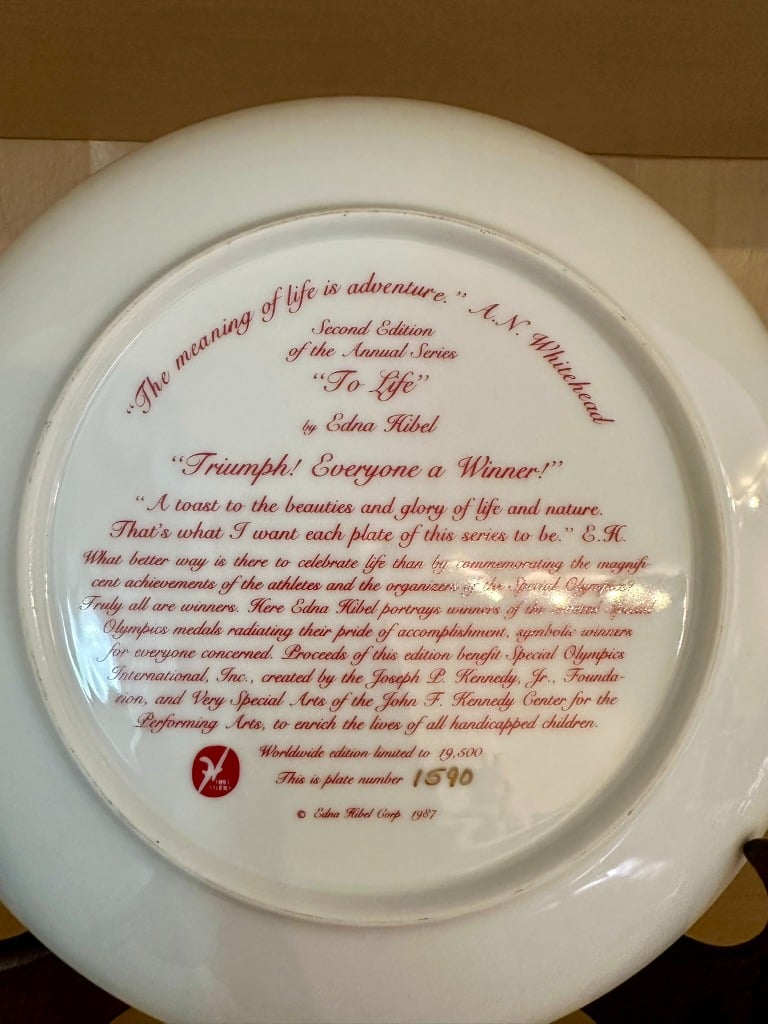 "The meaning of life is adventure." A.N. Whitehead
Second Edition
of the Annual Series
"To Life"
by Edna Hibel
"Triumph! Everyone a Winner!"
"A toast to the beauties and glory of life and nature.
That's what I want each plate of this series to be." E.H.
What better way is there to celebrate life than by commemorating the magnifi-
cent achievements of the athletes and the organizers of the Special Olympics?
Truly all are winners. Here Edna Hibel portrays winners of the Special
Olympics medals radiating their pride of accomplishment, symbolic winners
for everyone concerned. Proceeds of this edition benefit Special Olympics
International, Inc., created by the Joseph P. Kennedy, Jr., Founda-
tion, and Very Special Arts of the John F. Kennedy Center for the
Performing Arts, to enrich the lives of all handicapped children.
Worldwide edition limited to 19,500
This is plate number 1590
© Edna Hibel Corp. 1987